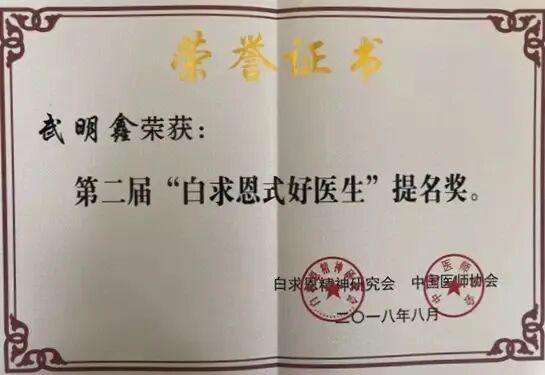 荣誉证书
武明鑫荣获：
第二届“白求恩式好医生”提名奖。
白求恩精神研究会 中国医师协会
二〇一八年八月